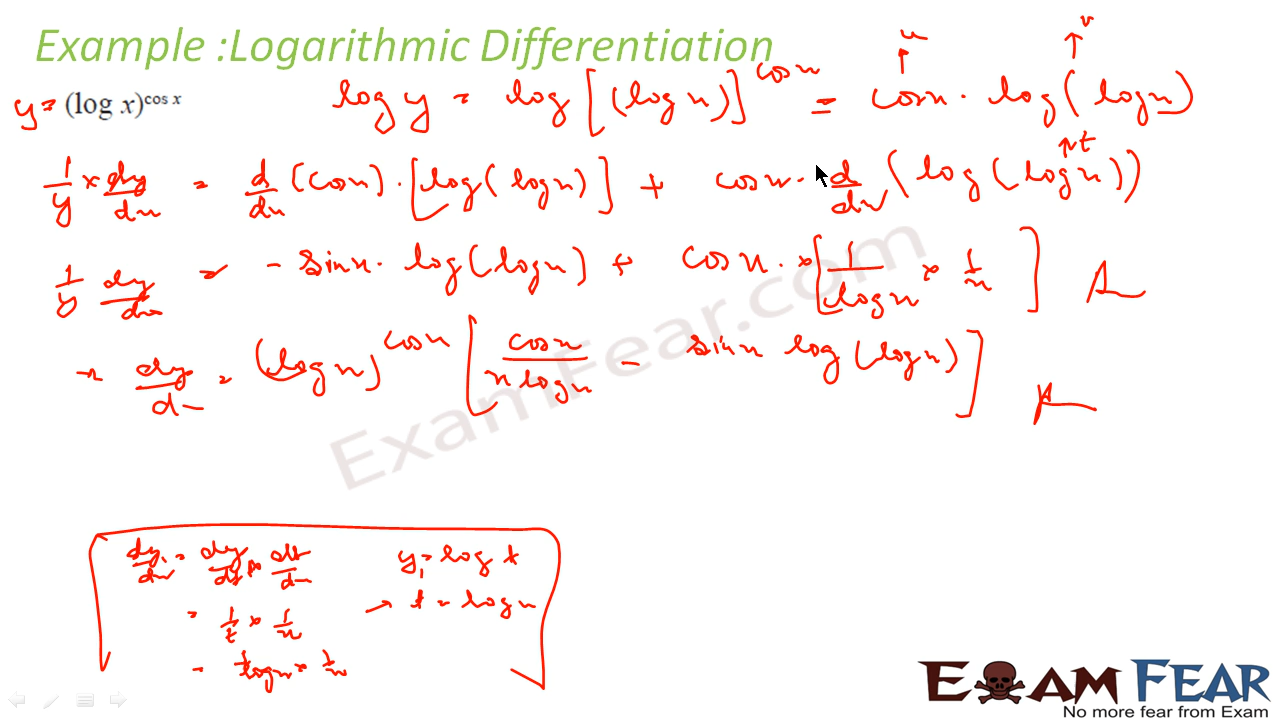 Example :Logarithmic Differentiation
y = (log x)^cos x
log y = log [(log x)]^cos x = cos x · log (log x)
u
v
1/y × dy/dx = d/dx (cos x) · [log (log x)] + cos x · d/dx (log (log x))
t
1/y dy/dx = - sin x · log (log x) + cos x · × [1/log x × 1/x]
→ dy/dx = (log x)^cos x [cos x / x log x - sin x log (log x)]
ExamFear.com
dy₁/dx = dy₁/dt × dt/dx
= 1/t × 1/x
= 1/log x × 1/x
y₁ = log t
→ t = log x
EXAM FEAR
No more fear from Exam